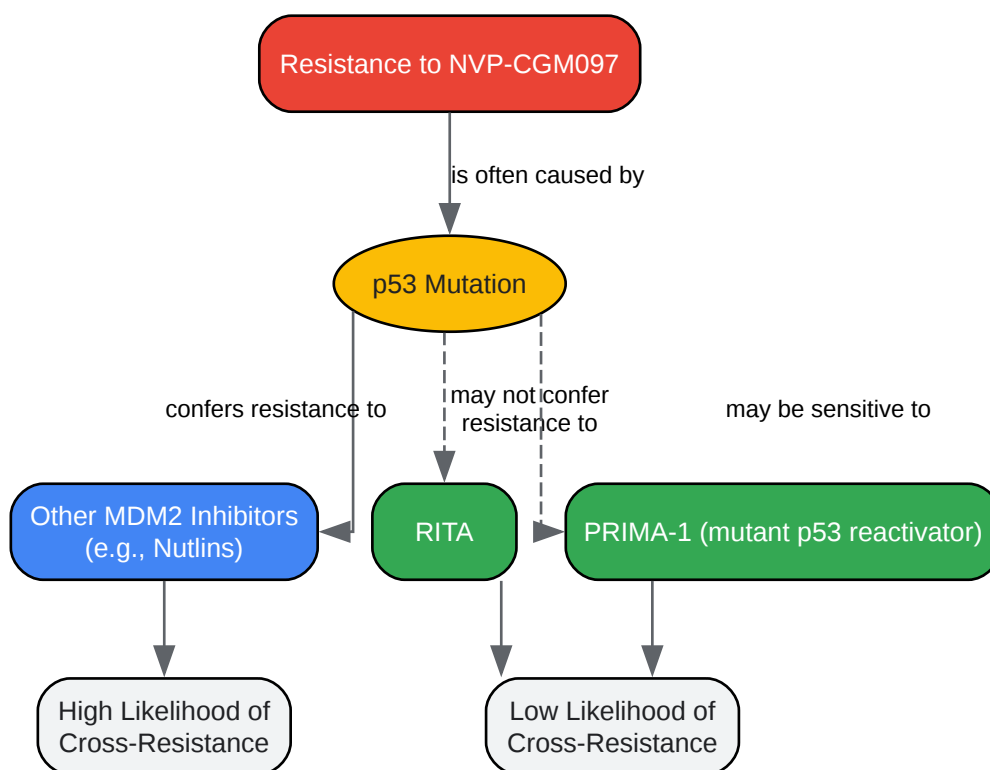 Resistance to NVP-CGM097
is often caused by
p53 Mutation
confers resistance to
may not confer
resistance to
may be sensitive to
Other MDM2 Inhibitors
(e.g., Nutlins)
RITA
PRIMA-1 (mutant p53 reactivator)
High Likelihood of
Cross-Resistance
Low Likelihood of
Cross-Resistance